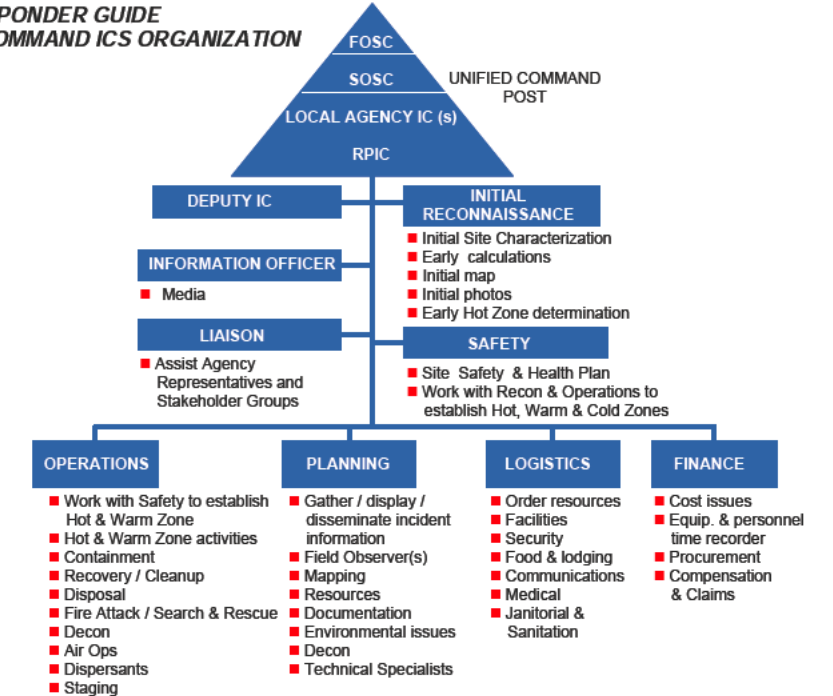 PONDER GUIDE
OMMAND ICS ORGANIZATION
FOSC
SOSC
LOCAL AGENCY IC (s)
RPIC
UNIFIED COMMAND
POST
DEPUTY IC
INITIAL
RECONNAISSANCE
Initial Site Characterization
Early calculations
Initial map
Initial photos
Early Hot Zone determination
INFORMATION OFFICER
Media
LIAISON
Assist Agency
Representatives and
Stakeholder Groups
SAFETY
Site Safety & Health Plan
Work with Recon & Operations to
establish Hot, Warm & Cold Zones
OPERATIONS
Work with Safety to establish
Hot & Warm Zone
Hot & Warm Zone activities
Containment
Recovery / Cleanup
Disposal
Fire Attack / Search & Rescue
Decon
Air Ops
Dispersants
Staging
PLANNING
Gather / display /
disseminate incident
information
Field Observer(s)
Mapping
Resources
Documentation
Environmental issues
Decon
Technical Specialists
LOGISTICS
Order resources
Facilities
Security
Food & lodging
Communications
Medical
Janitorial &
Sanitation
FINANCE
Cost issues
Equip. & personnel
time recorder
Procurement
Compensation
& Claims